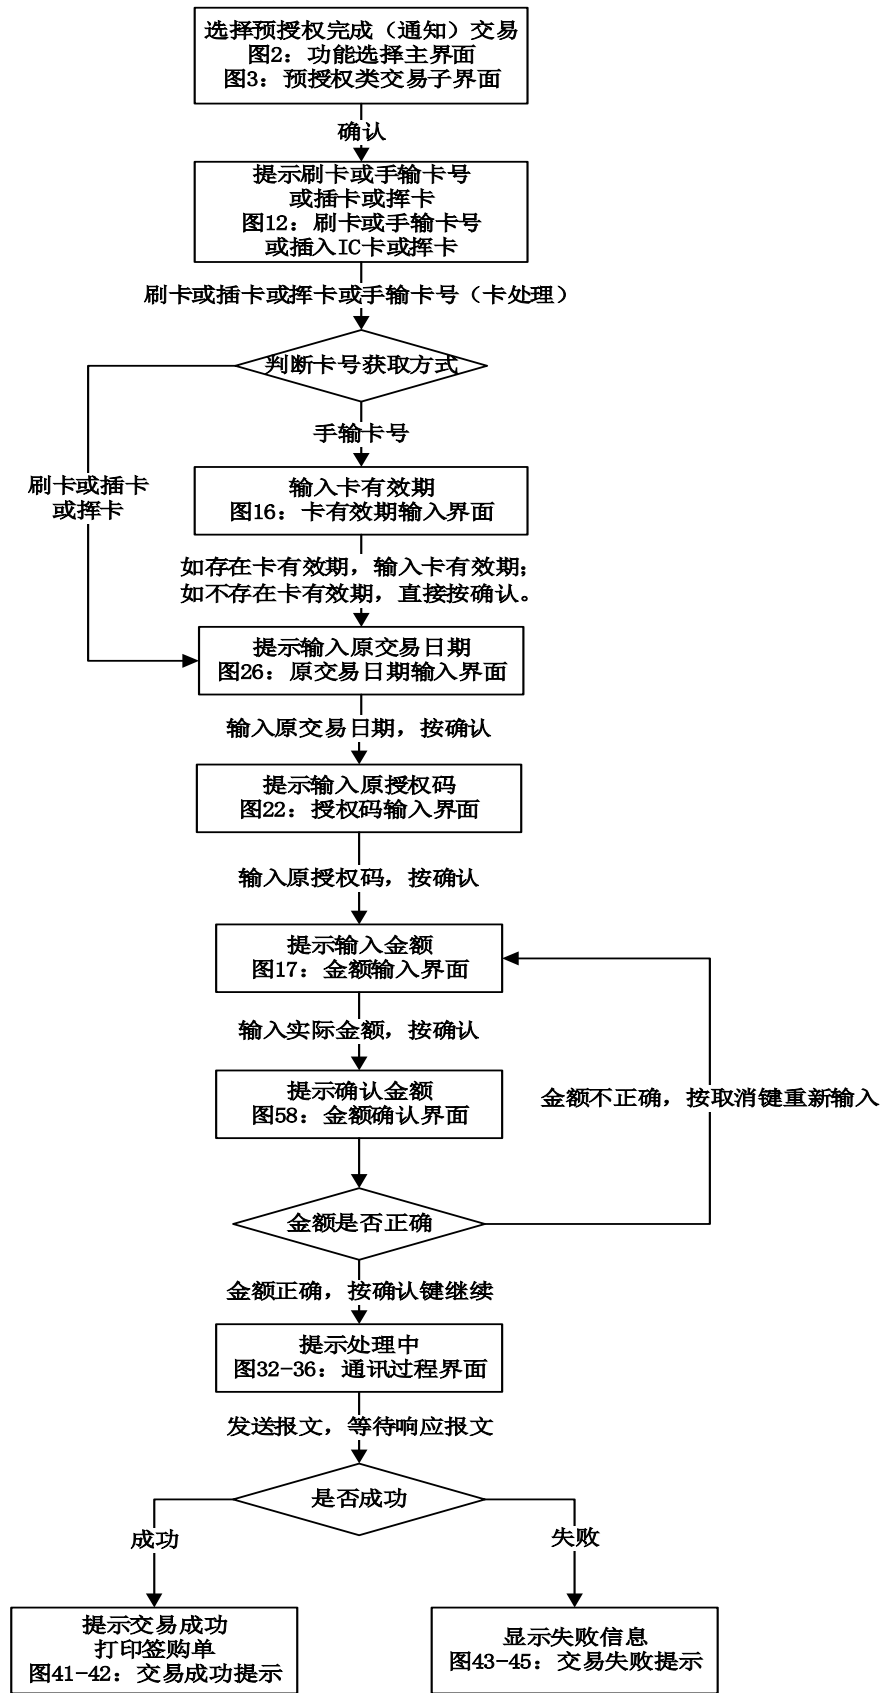 选择预授权完成（通知）交易
图2：功能选择主界面
图3：预授权类交易子界面
确认
提示刷卡或手输卡号
或插卡或挥卡
图12：刷卡或手输卡号
或插入IC卡或挥卡
刷卡或插卡或挥卡或手输卡号（卡处理）
判断卡号获取方式
手输卡号
刷卡或插卡
或挥卡
输入卡有效期
图16：卡有效期输入界面
如存在卡有效期，输入卡有效期；
如不存在卡有效期，直接按确认。
提示输入原交易日期
图26：原交易日期输入界面
输入原交易日期，按确认
提示输入原授权码
图22：授权码输入界面
输入原授权码，按确认
提示输入金额
图17：金额输入界面
输入实际金额，按确认
提示确认金额
图58：金额确认界面
金额不正确，按取消键重新输入
金额是否正确
金额正确，按确认键继续
提示处理中
图32-36：通讯过程界面
发送报文，等待响应报文
是否成功
成功
失败
提示交易成功
打印签购单
图41-42：交易成功提示
显示失败信息
图43-45：交易失败提示